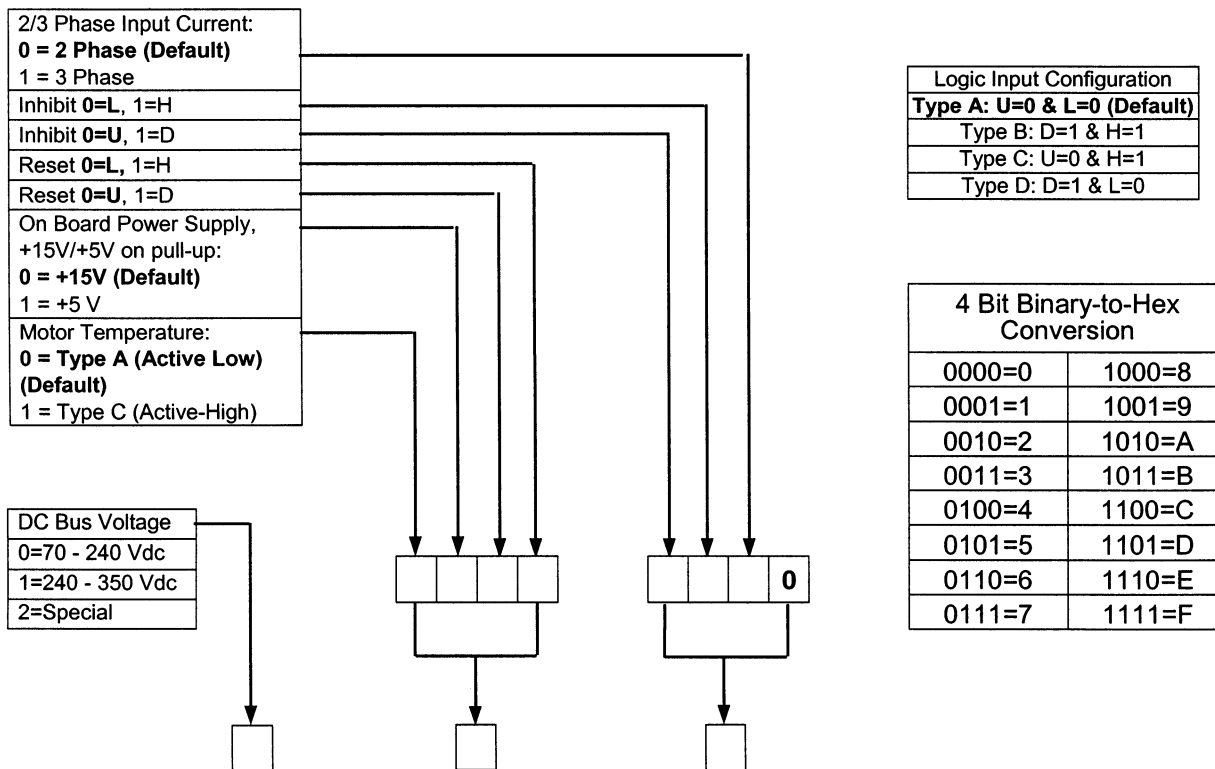 2/3 Phase Input Current:
0 = 2 Phase (Default)
1 = 3 Phase
Inhibit 0=L, 1=H
Inhibit 0=U, 1=D
Reset 0=L, 1=H
Reset 0=U, 1=D
On Board Power Supply,
+15V/+5V on pull-up:
0 = +15V (Default)
1 = +5 V
Motor Temperature:
0 = Type A (Active Low)
(Default)
1 = Type C (Active-High)
Logic Input Configuration
Type A: U=0 & L=0 (Default)
Type B: D=1 & H=1
Type C: U=0 & H=1
Type D: D=1 & L=0
4 Bit Binary-to-Hex
Conversion
0000=0 1000=8
0001=1 1001=9
0010=2 1010=A
0011=3 1011=B
0100=4 1100=C
0101=5 1101=D
0110=6 1110=E
0111=7 1111=F
DC Bus Voltage
0=70 - 240 Vdc
1=240 - 350 Vdc
2=Special
0